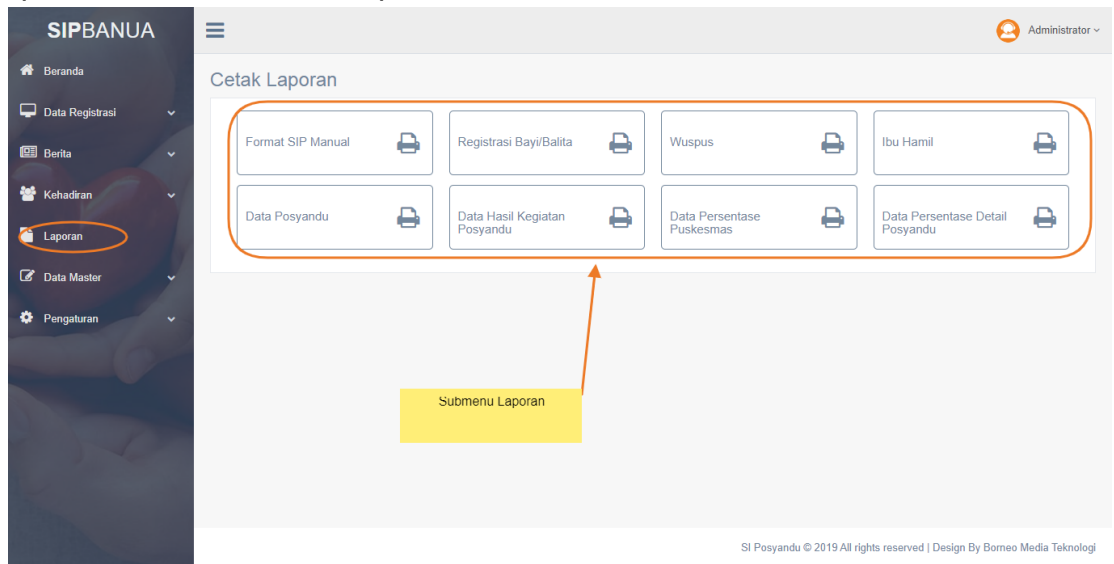 SIPBANUA
Administrator
Beranda
Data Registrasi
Berita
Kehadiran
Laporan
Data Master
Pengaturan
Cetak Laporan
Format SIP Manual
Registrasi Bayi/Balita
Wuspus
Ibu Hamil
Data Posyandu
Data Hasil Kegiatan
Posyandu
Data Persentase
Puskesmas
Data Persentase Detail
Posyandu
Submenu Laporan
SI Posyandu © 2019 All rights reserved | Design By Borneo Media Teknologi